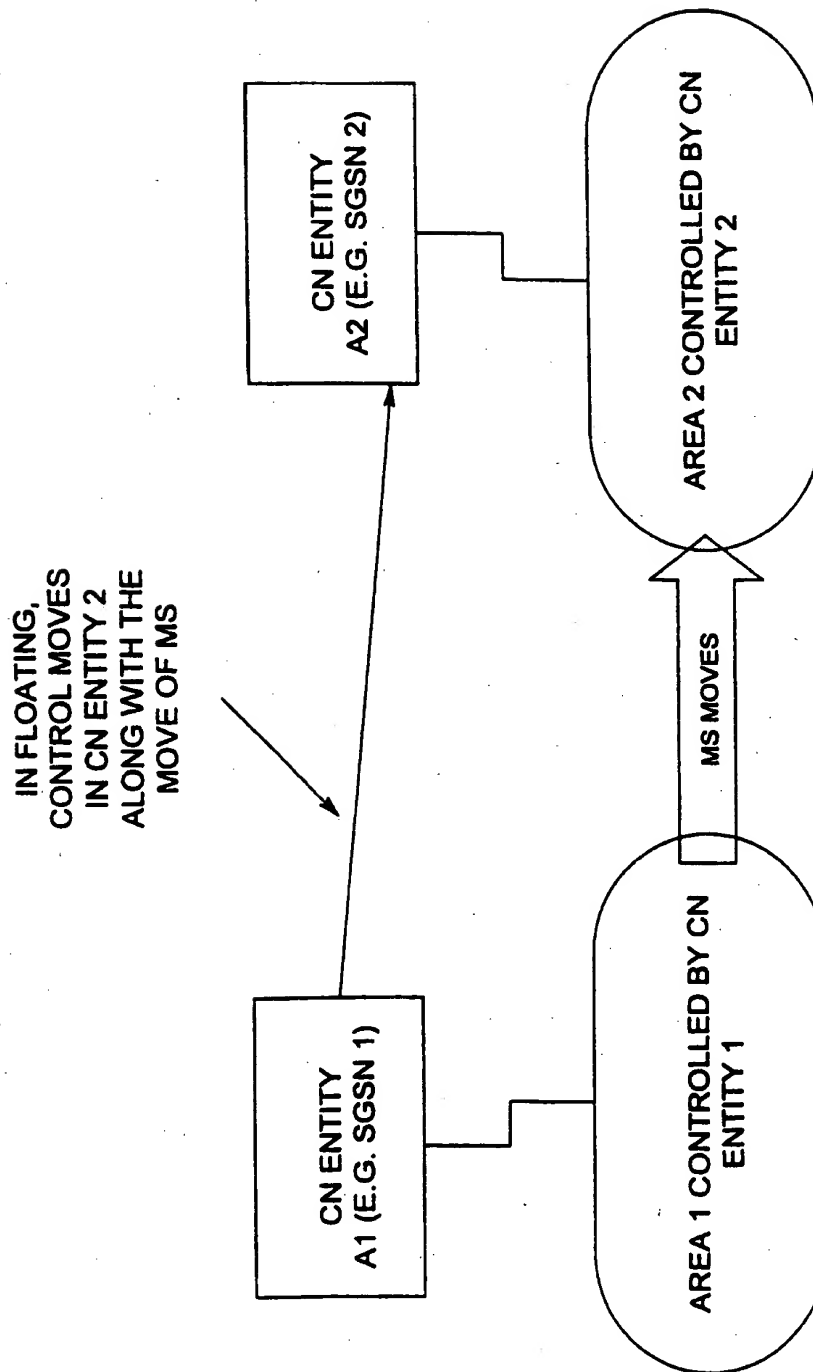 IN FLOATING,
CONTROL MOVES
IN CN ENTITY 2
ALONG WITH THE
MOVE OF MS
CN ENTITY
A1 (E.G. SGSN 1)
CN ENTITY
A2 (E.G. SGSN 2)
AREA 1 CONTROLLED BY CN
ENTITY 1
MS MOVES
AREA 2 CONTROLLED BY CN
ENTITY 2